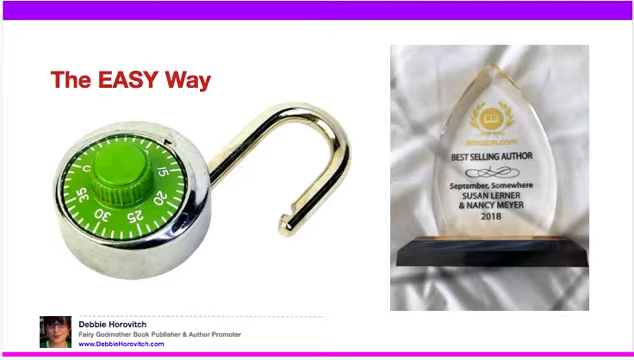 The EASY Way
0
15
20
25
30
35
amazon.com
BEST SELLING AUTHOR
September, Somewhere
SUSAN LERNER
& NANCY MEYER
2018
Debbie Horovitch
Fairy Godmother Book Publisher & Author Promoter
www.DebbieHorovitch.com